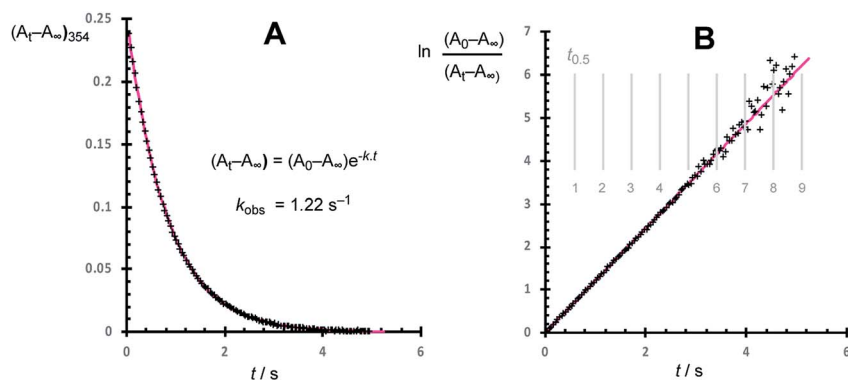 A
(At–A∞)354
0.25
0.2
0.15
0.1
0.05
0
(At–A∞) = (A0–A∞)e-k.t
kobs = 1.22 s–1
0 2 4 6
t / s
B
ln (A0–A∞)
(At–A∞)
7
6
5
4
3
2
1
0
t0.5
1 2 3 4 6 7 8 9
0 2 4 6
t / s